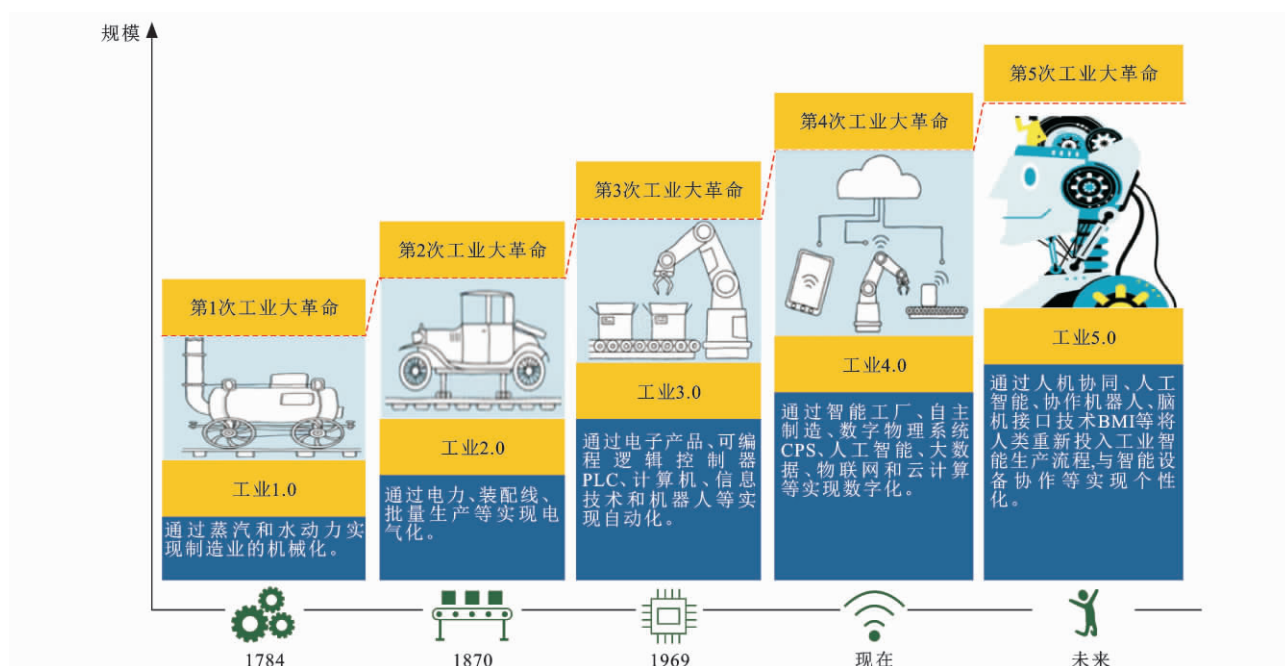 规模
第1次工业大革命
工业1.0
通过蒸汽和水动力实
现制造业的机械化。
第2次工业大革命
工业2.0
通过电力、装配线、
批量生产等实现电
气化。
第3次工业大革命
工业3.0
通过电子产品、可编
程逻辑控制器
PLC、计算机、信息
技术和机器人等实
现自动化。
第4次工业大革命
工业4.0
通过智能工厂、自主
制造、数字物理系统
CPS、人工智能、大数
据、物联网和云计算
等实现数字化。
第5次工业大革命
工业5.0
通过人机协同、人工
智能、协作机器人、脑
机接口技术BMI等将
人类重新投入工业智
能生产流程,与智能设
备协作等实现个性
化。
1784
1870
1969
现在
未来